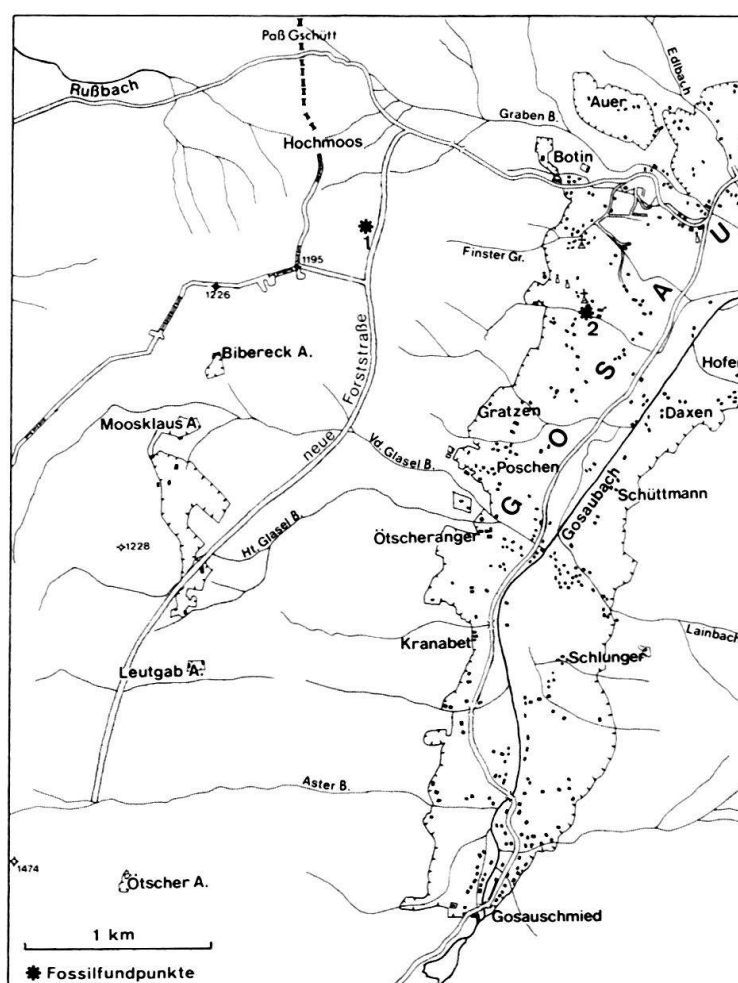 Paß Gschütt
Rußbach
Edlbach
Auer
Graben B.
Hochmoos
Botin
1
Finster Gr.
1195
1226
2
Bibereck A.
Hofer
neue Forststraße
Gratzen
Daxen
Moosklaus A.
Vd. Glasel B.
Poschen
GOSAU
Gosaubach
Schüttmann
Ht. Glasel B.
Ötscheranger
1228
Kranabet
Lainbach
Leutgab A.
Schlunger
Aster B.
1474
Ötscher A.
Gosauschmied
1 km
Fossilfundpunkte